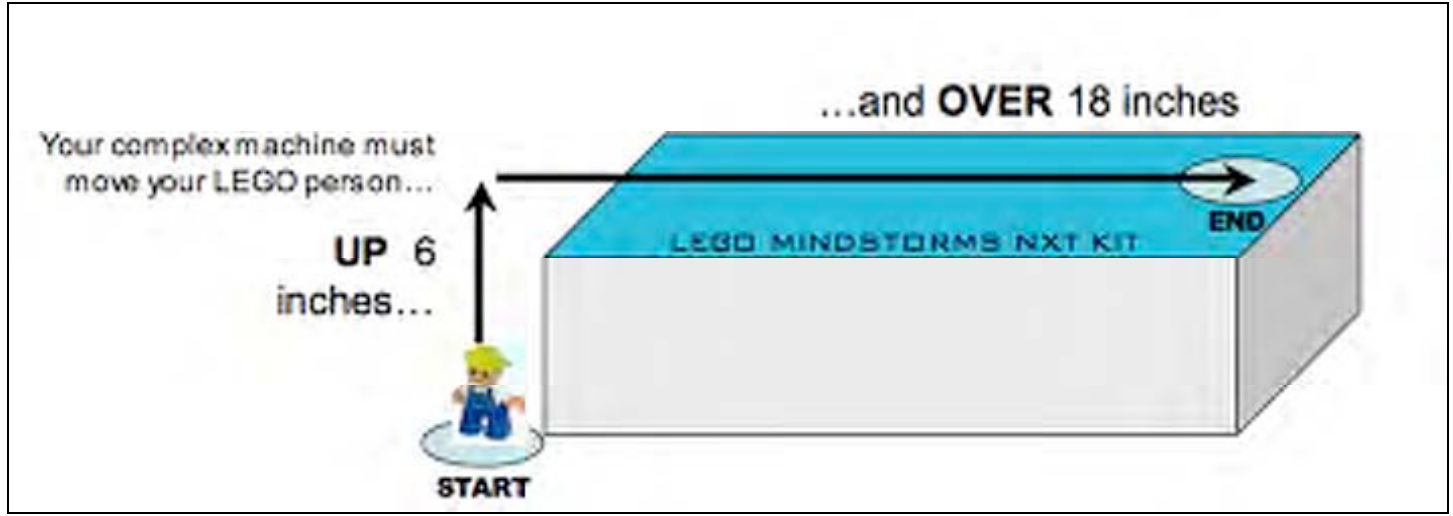 …and OVER 18 inches
Your complex machine must
move your LEGO person…
UP 6
inches…
END
LEGO MINDSTORMS NXT KIT
START